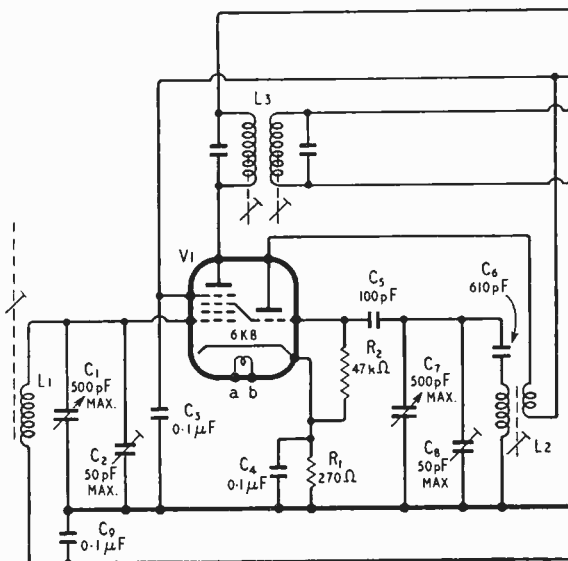 L3
V1
6K8
a b
C5
100pF
C6
610pF
L1
C1
500pF
MAX.
C2
50pF
MAX.
C3
0·1μF
C4
0·1μF
R1
270Ω
R2
47kΩ
C7
500pF
MAX.
C8
50pF
MAX
L2
C9
0·1μF